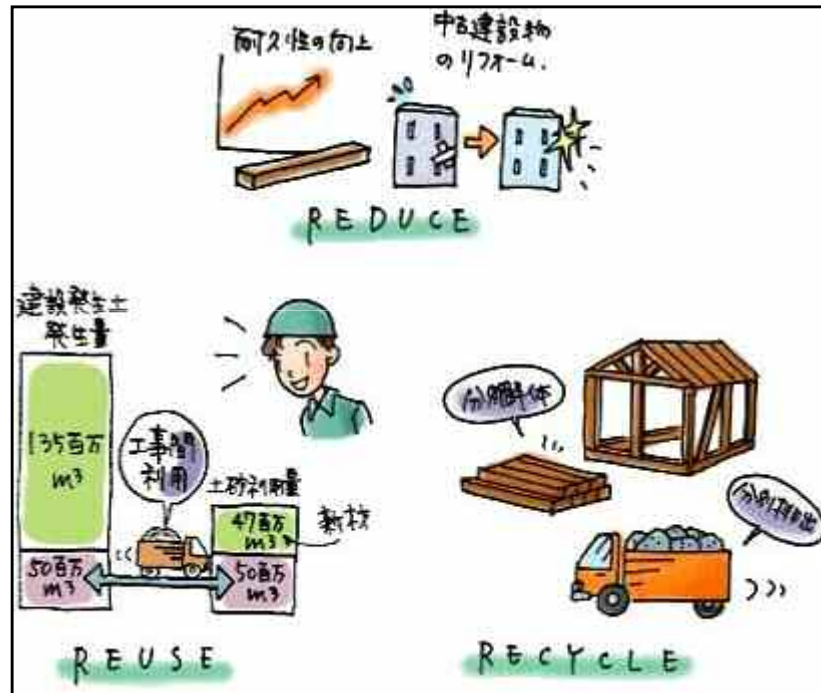 耐久性の向上
中古建設物
のリフォーム.
REDUCE
建設発生土
発生量
135百万
m³
50百万
m³
工事間
利用
土砂利用量
47百万
m³
新材
50百万
m³
REUSE
分別解体
分別排出
RECYCLE